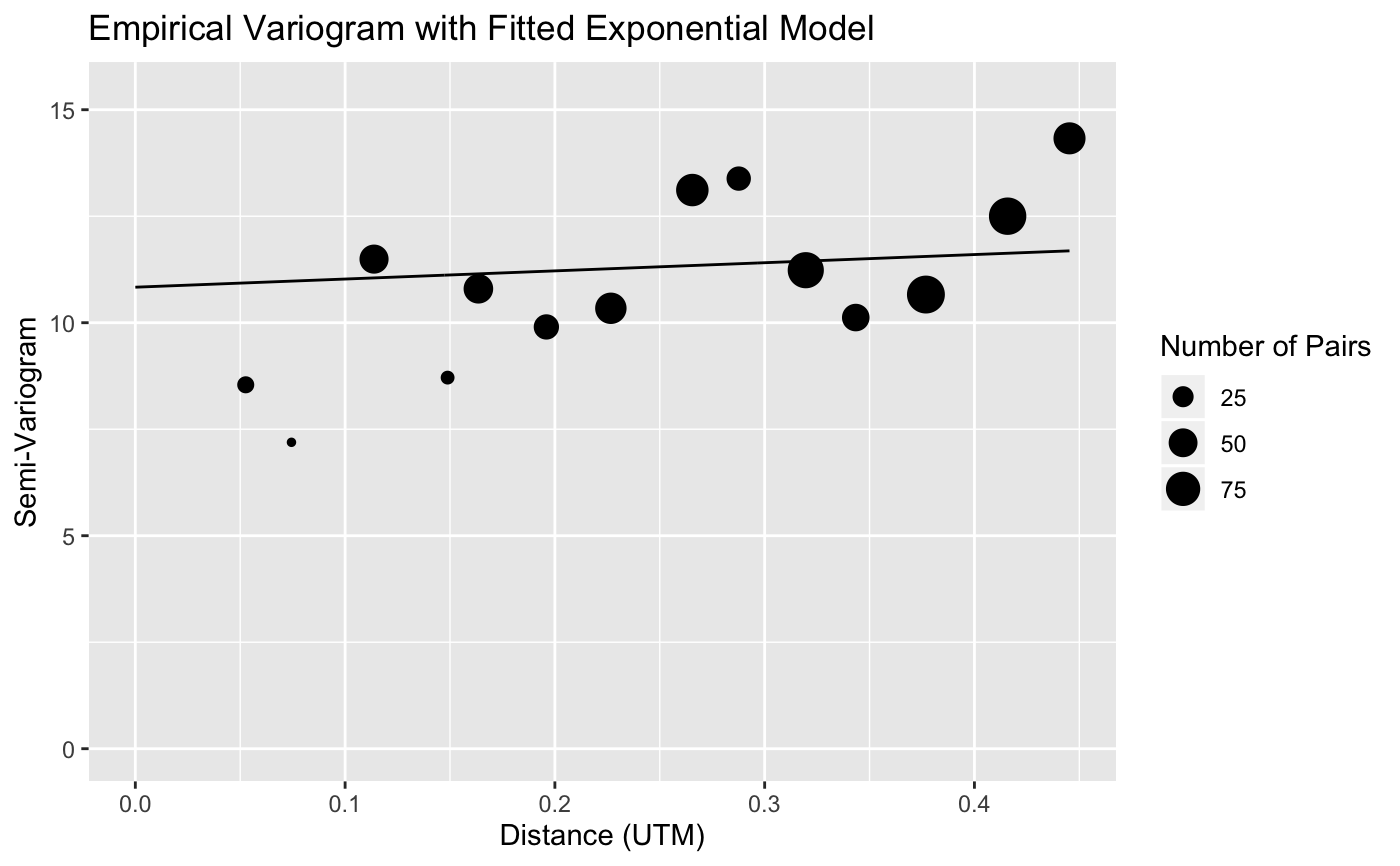 Empirical Variogram with Fitted Exponential Model
15
10
5
0
Semi-Variogram
0.0 0.1 0.2 0.3 0.4
Distance (UTM)
Number of Pairs
25
50
75